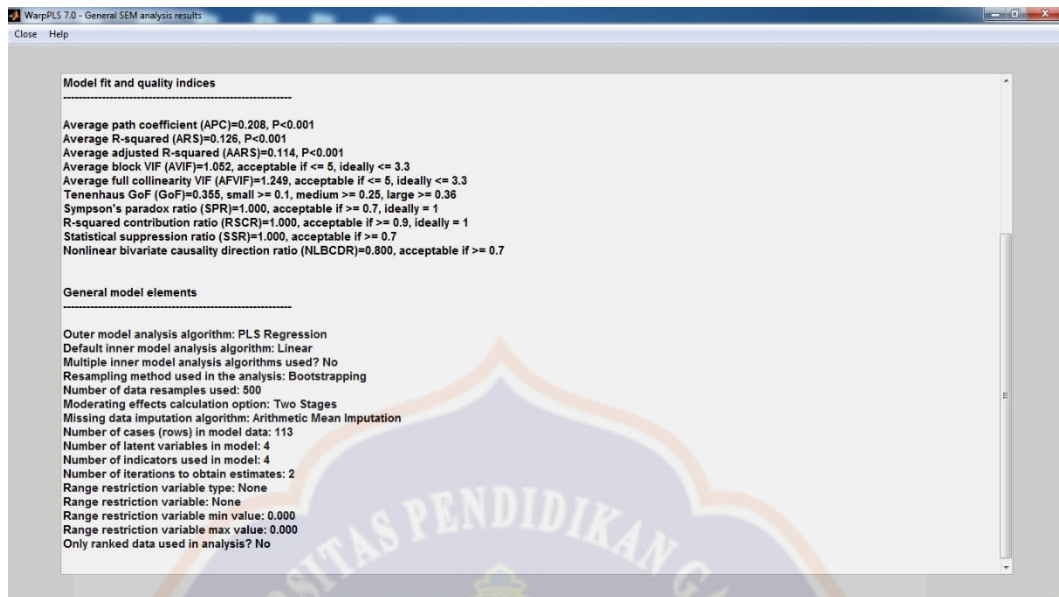 WarpPLS 7.0 - General SEM analysis results
Close Help
Model fit and quality indices
------------------------------------------------------------
Average path coefficient (APC)=0.208, P<0.001
Average R-squared (ARS)=0.126, P<0.001
Average adjusted R-squared (AARS)=0.114, P<0.001
Average block VIF (AVIF)=1.052, acceptable if <= 5, ideally <= 3.3
Average full collinearity VIF (AFVIF)=1.249, acceptable if <= 5, ideally <= 3.3
Tenenhaus GoF (GoF)=0.355, small >= 0.1, medium >= 0.25, large >= 0.36
Sympson's paradox ratio (SPR)=1.000, acceptable if >= 0.7, ideally = 1
R-squared contribution ratio (RSCR)=1.000, acceptable if >= 0.9, ideally = 1
Statistical suppression ratio (SSR)=1.000, acceptable if >= 0.7
Nonlinear bivariate causality direction ratio (NLBCDR)=0.800, acceptable if >= 0.7
General model elements
------------------------------------------------------------
Outer model analysis algorithm: PLS Regression
Default inner model analysis algorithm: Linear
Multiple inner model analysis algorithms used? No
Resampling method used in the analysis: Bootstrapping
Number of data resamples used: 500
Moderating effects calculation option: Two Stages
Missing data imputation algorithm: Arithmetic Mean Imputation
Number of cases (rows) in model data: 113
Number of latent variables in model: 4
Number of indicators used in model: 4
Number of iterations to obtain estimates: 2
Range restriction variable type: None
Range restriction variable: None
Range restriction variable min value: 0.000
Range restriction variable max value: 0.000
Only ranked data used in analysis? No
SITAS PENDIDIKAN GA